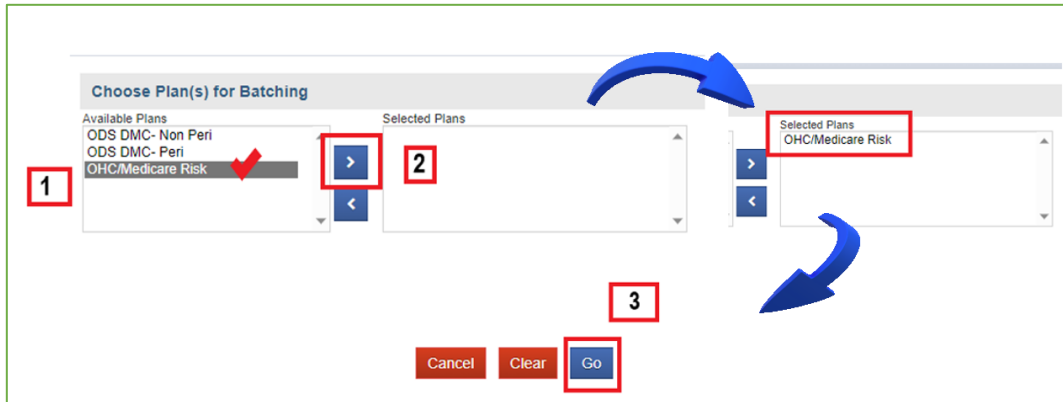 Choose Plan(s) for Batching
Available Plans
ODS DMC- Non Peri
ODS DMC- Peri
OHC/Medicare Risk
1
>
<
2
Selected Plans
Selected Plans
OHC/Medicare Risk
>
<
3
Cancel Clear Go